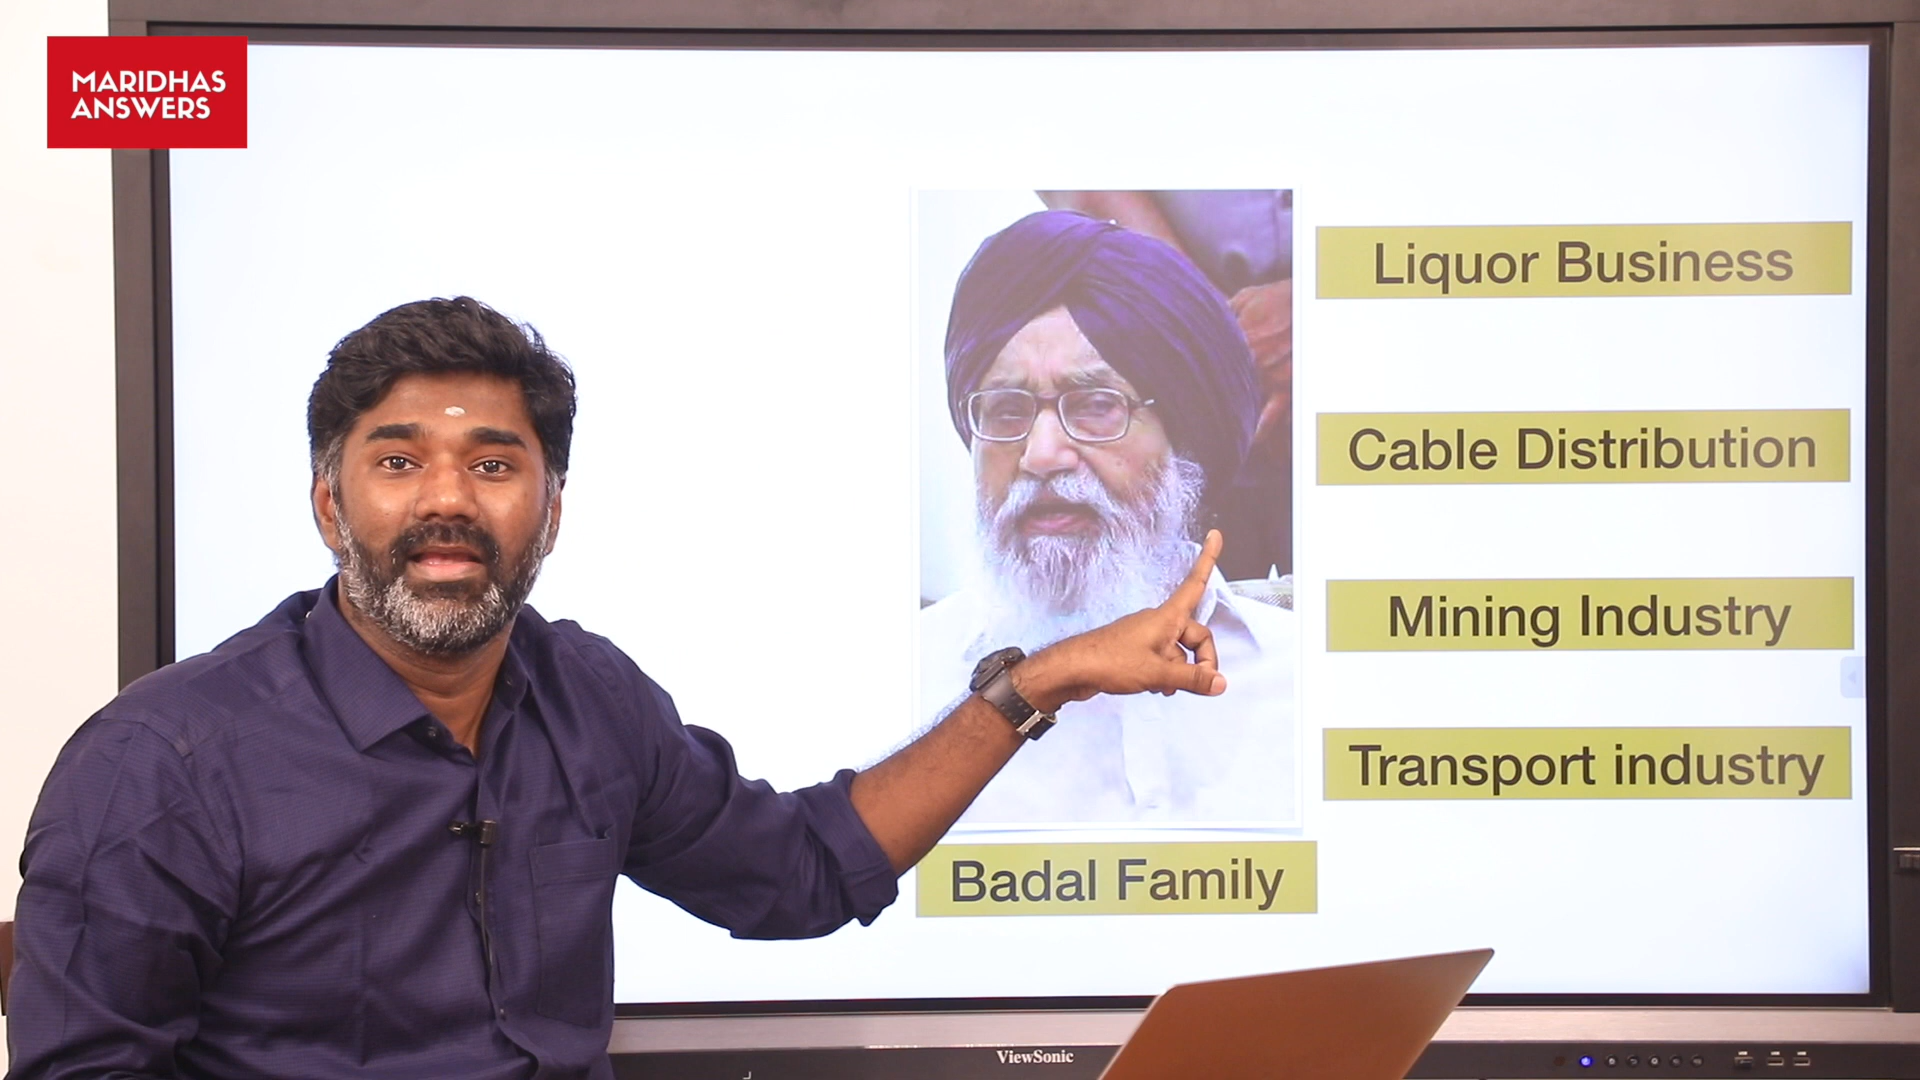 MARIDHAS
ANSWERS
Liquor Business
Cable Distribution
Mining Industry
Transport industry
Badal Family
ViewSonic